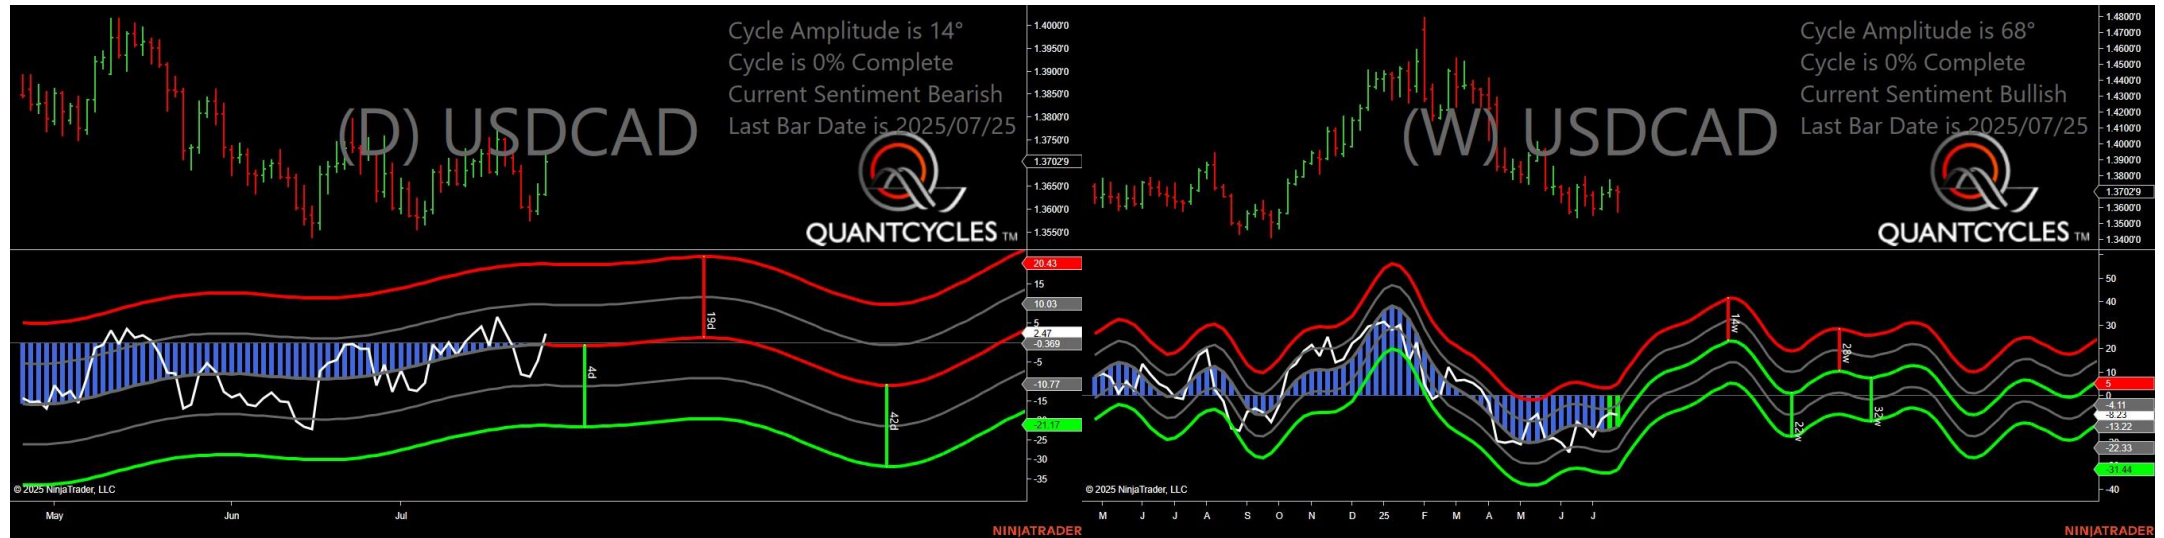 Cycle Amplitude is 14°
Cycle is 0% Complete
Current Sentiment Bearish
Last Bar Date is 2025/07/25
(D) USDCAD
QUANTCYCLES TM
1.4000'0
1.3950'0
1.3900'0
1.3850'0
1.3800'0
1.3750'0
1.3702'9
1.3650'0
1.3600'0
1.3550'0
20.43
15
10.03
5
2.47
-0.369
-5
-10.77
-15
-21.17
-25
-30
-35
4d
19d
42d
© 2025 NinjaTrader, LLC
May Jun Jul
NINJATRADER
Cycle Amplitude is 68°
Cycle is 0% Complete
Current Sentiment Bullish
Last Bar Date is 2025/07/25
(W) USDCAD
QUANTCYCLES TM
1.4800'0
1.4700'0
1.4600'0
1.4500'0
1.4400'0
1.4300'0
1.4200'0
1.4100'0
1.4000'0
1.3900'0
1.3800'0
1.3702'9
1.3600'0
1.3500'0
1.3400'0
50
40
30
20
10
5
0
-4.11
-8.23
-13.22
-22.33
-31.44
-40
14w
22w
28w
32w
© 2025 NinjaTrader, LLC
M J J A S O N D 25 F M A M J J
NINJATRADER